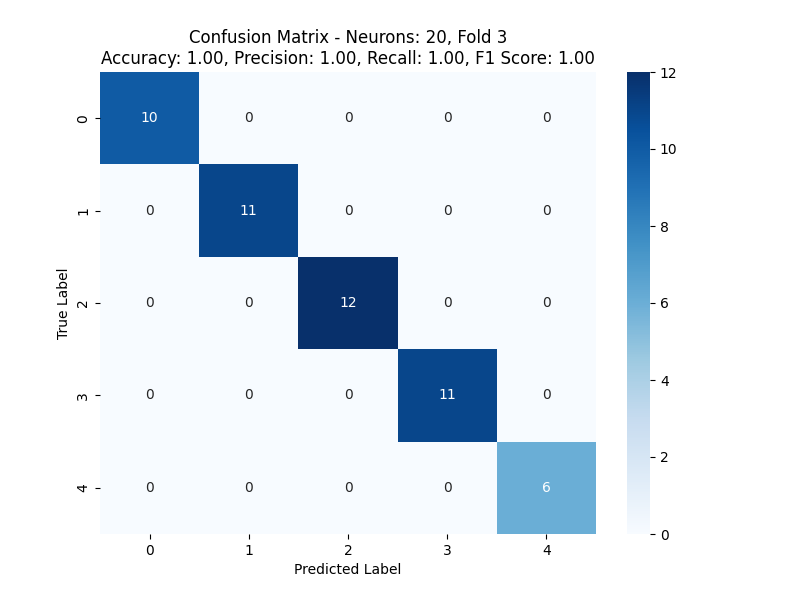 Confusion Matrix - Neurons: 20, Fold 3
Accuracy: 1.00, Precision: 1.00, Recall: 1.00, F1 Score: 1.00
0 10 0 0 0 0
1 0 11 0 0 0
2 0 0 12 0 0
3 0 0 0 11 0
4 0 0 0 0 6
True Label
0 1 2 3 4
Predicted Label
12
10
8
6
4
2
0